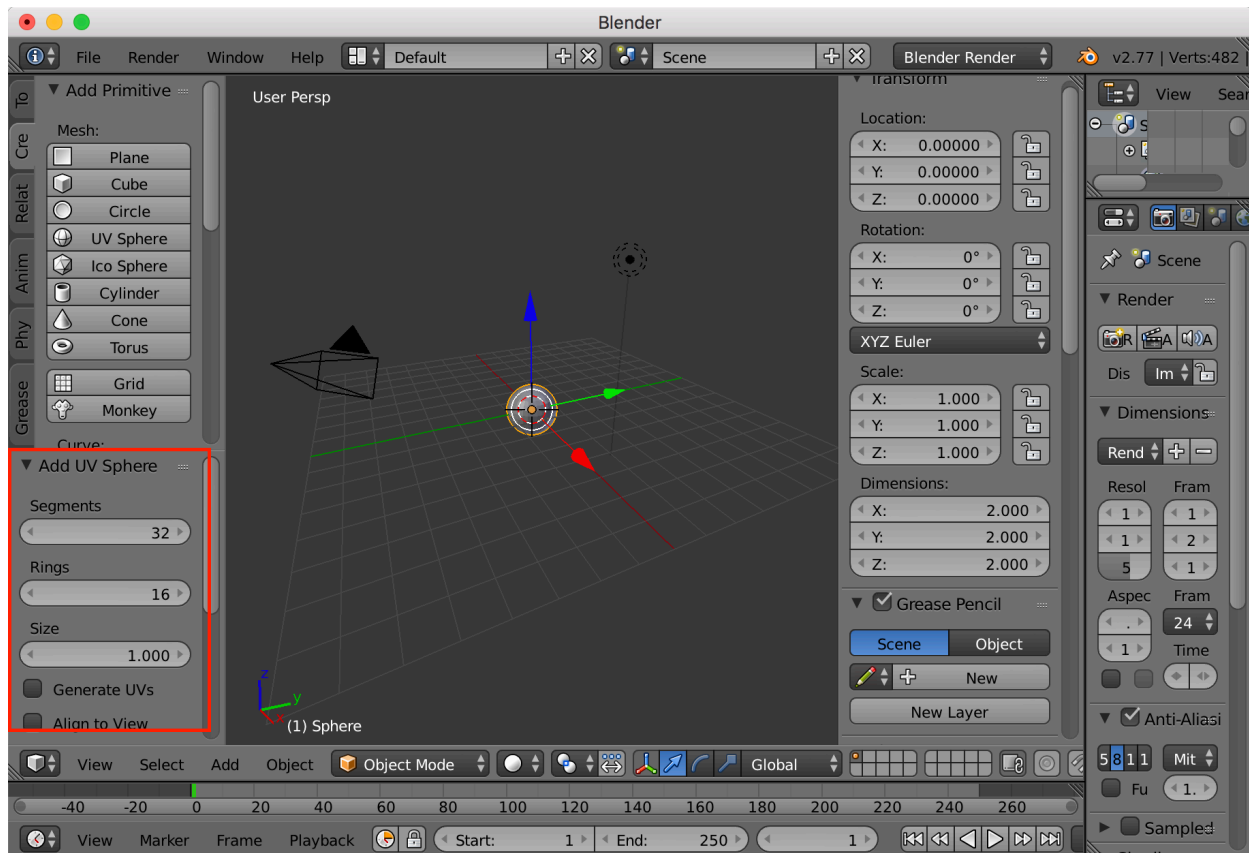 Blender
File Render Window Help Default Scene Blender Render v2.77 | Verts:482
To
Cre
Relat
Anim
Phy
Grease
Add Primitive
Mesh:
Plane
Cube
Circle
UV Sphere
Ico Sphere
Cylinder
Cone
Torus
Grid
Monkey
Curve:
Add UV Sphere
Segments
32
Rings
16
Size
1.000
Generate UVs
Align to View
User Persp
z
y
(1) Sphere
Transform
Location:
X: 0.00000
Y: 0.00000
Z: 0.00000
Rotation:
X: 0°
Y: 0°
Z: 0°
XYZ Euler
Scale:
X: 1.000
Y: 1.000
Z: 1.000
Dimensions:
X: 2.000
Y: 2.000
Z: 2.000
Grease Pencil
Scene Object
New
New Layer
View Sear
S
Scene
Render
R A A
Dis Im
Dimensions
Rend
Resol Fram
1 1
1 2
5 1
Aspec Fram
. 24
1 Time
Anti-Aliasi
5 8 1 1 Mit
Fu 1.
Sampled
View Select Add Object Object Mode Global
-40 -20 0 20 40 60 80 100 120 140 160 180 200 220 240 260
View Marker Frame Playback Start: 1 End: 250 1